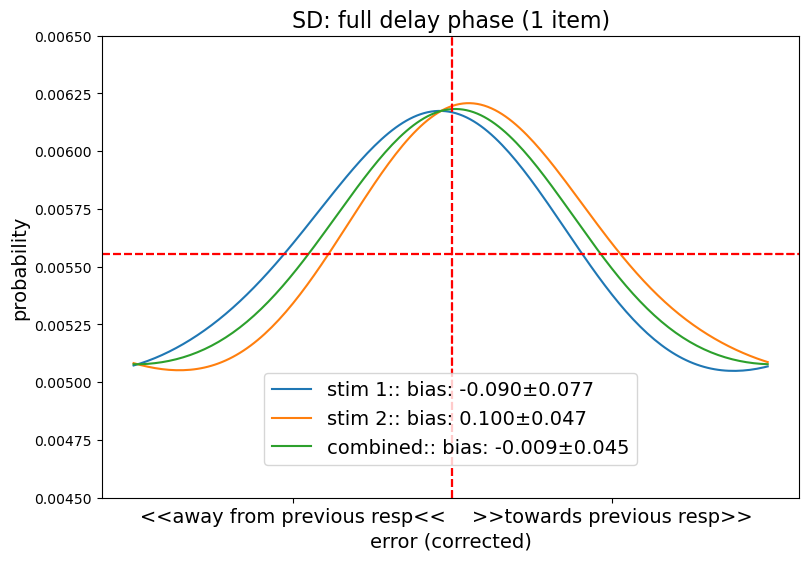 SD: full delay phase (1 item)
0.00650
0.00625
0.00600
0.00575
0.00550
0.00525
0.00500
0.00475
0.00450
probability
stim 1:: bias: -0.090±0.077
stim 2:: bias: 0.100±0.047
combined:: bias: -0.009±0.045
<<away from previous resp<< >>towards previous resp>>
error (corrected)